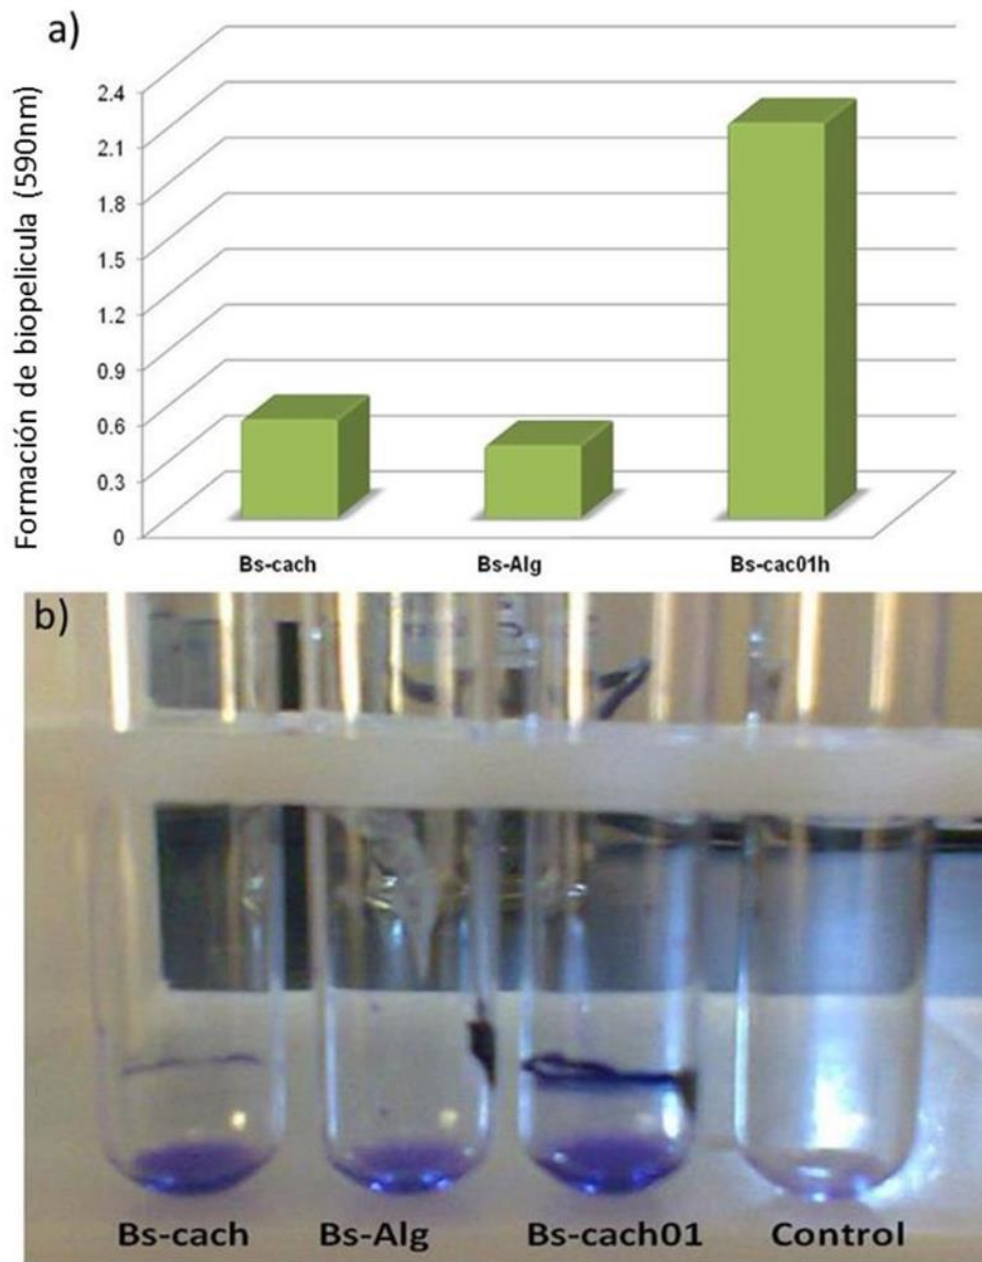 a)
Formación de biopelicula (590nm)
2.4
2.1
1.8
1.5
1.2
0.9
0.6
0.3
0
Bs-cach Bs-Alg Bs-cac01h
b)
Bs-cach Bs-Alg Bs-cach01 Control